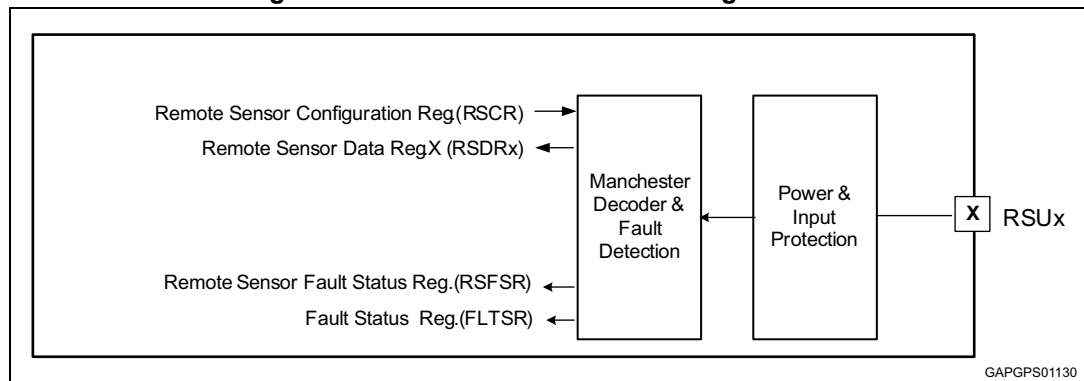 Remote Sensor Configuration Reg.(RSCR)
Remote Sensor Data Reg.X (RSDRx)
Manchester
Decoder &
Fault
Detection
Power &
Input
Protection
X
RSUx
Remote Sensor Fault Status Reg.(RSFSR)
Fault Status Reg.(FLTSR)
GAPGPS01130